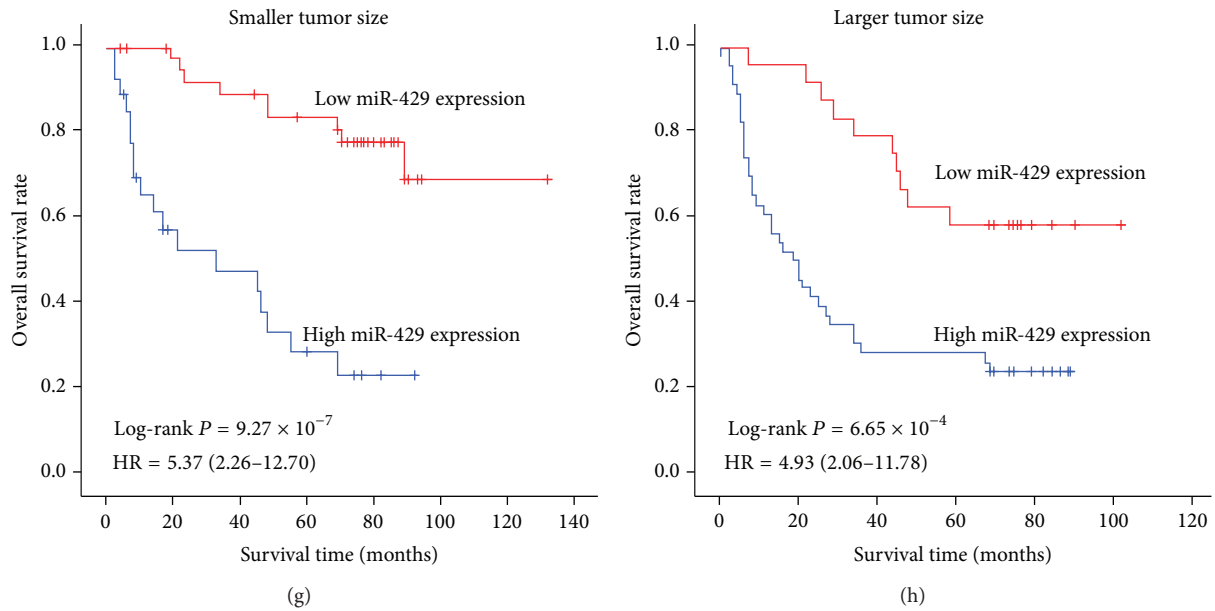 Smaller tumor size
1.0
0.8
0.6
0.4
0.2
0.0
Overall survival rate
Low miR-429 expression
High miR-429 expression
Log-rank P = 9.27 × 10⁻⁷
HR = 5.37 (2.26–12.70)
0 20 40 60 80 100 120 140
Survival time (months)
(g)
Larger tumor size
1.0
0.8
0.6
0.4
0.2
0.0
Overall survival rate
Low miR-429 expression
High miR-429 expression
Log-rank P = 6.65 × 10⁻⁴
HR = 4.93 (2.06–11.78)
0 20 40 60 80 100 120
Survival time (months)
(h)